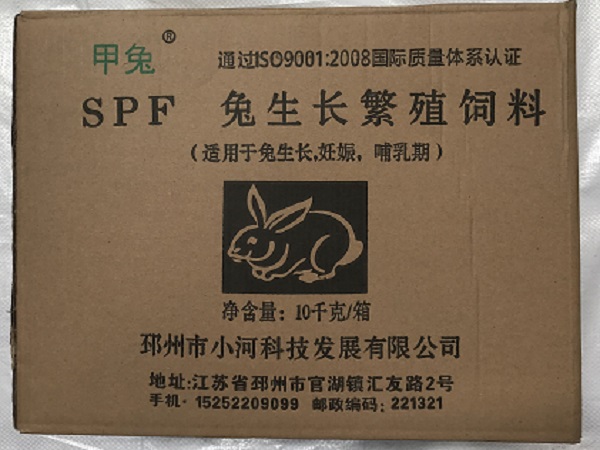 甲兔®
通过ISO9001:2008国际质量体系认证
SPF 兔生长繁殖饲料
(适用于兔生长,妊娠,哺乳期)
净含量:10千克/箱
邳州市小河科技发展有限公司
地址:江苏省邳州市官湖镇汇友路2号
手机·15252209099 邮政编码:221321